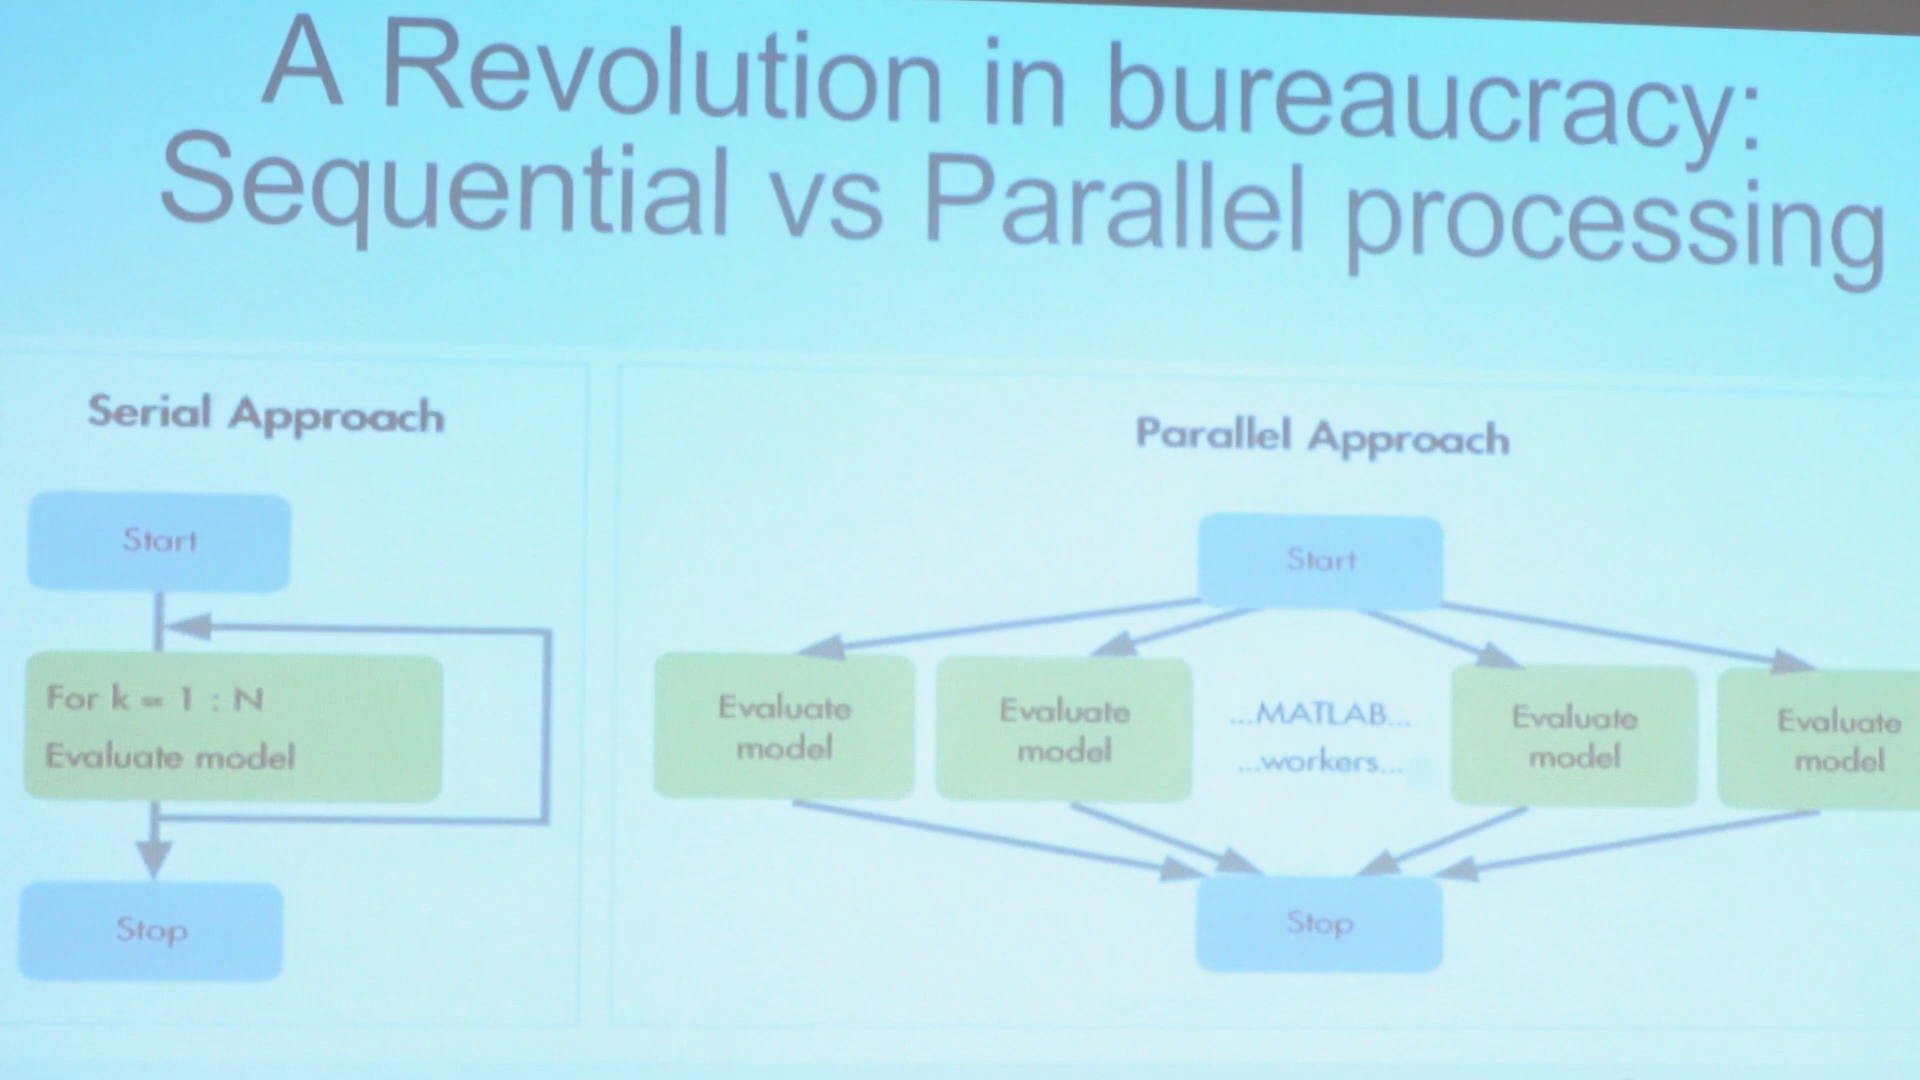 A Revolution in bureaucracy:
Sequential vs Parallel processing
Serial Approach
Start
For k = 1 : N
Evaluate model
Stop
Parallel Approach
Start
Evaluate
model
Evaluate
model
...MATLAB...
...workers...
Evaluate
model
Evaluate
model
Stop